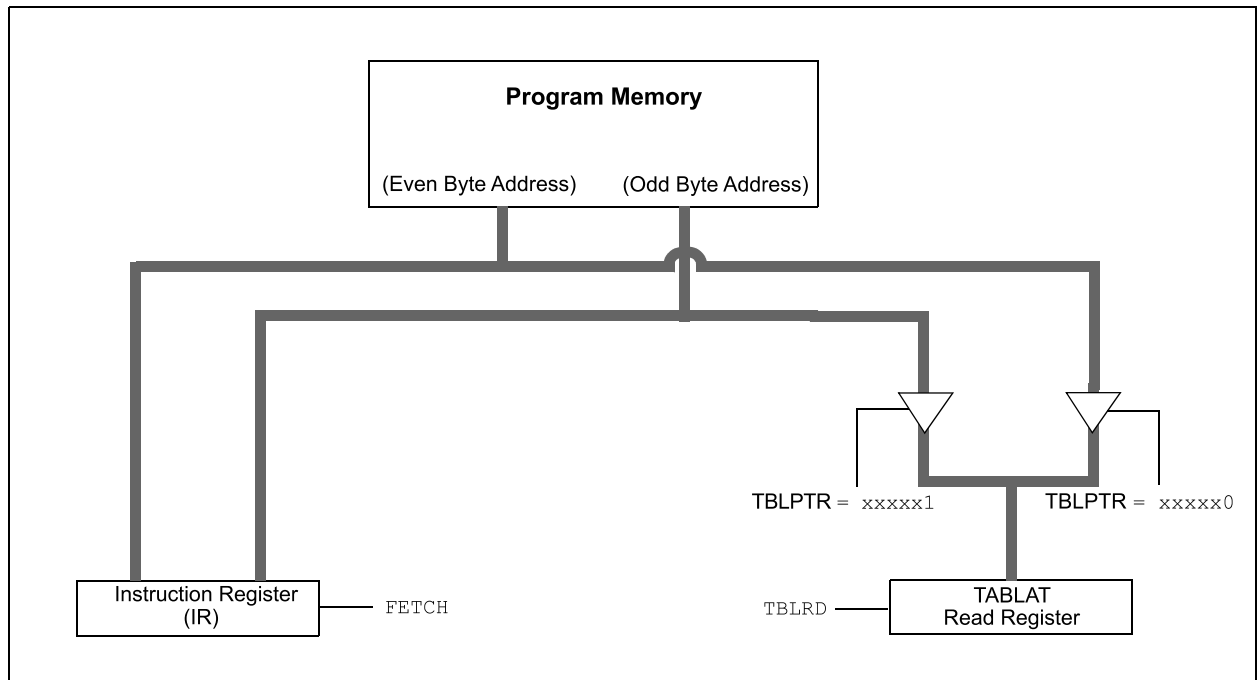 Program Memory
(Even Byte Address) (Odd Byte Address)
TBLPTR = xxxxx1
TBLPTR = xxxxx0
Instruction Register
(IR)
FETCH
TBLRD
TABLAT
Read Register